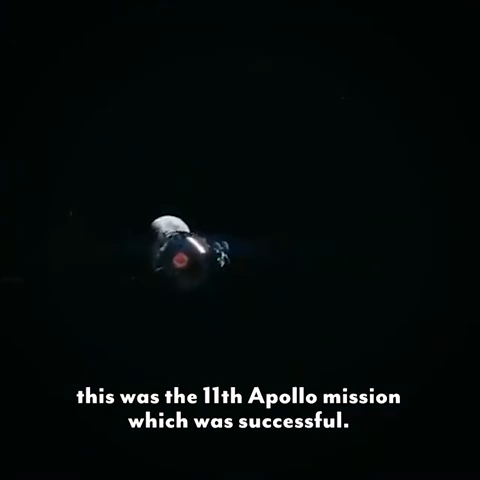 this was the 11th Apollo mission
which was successful.